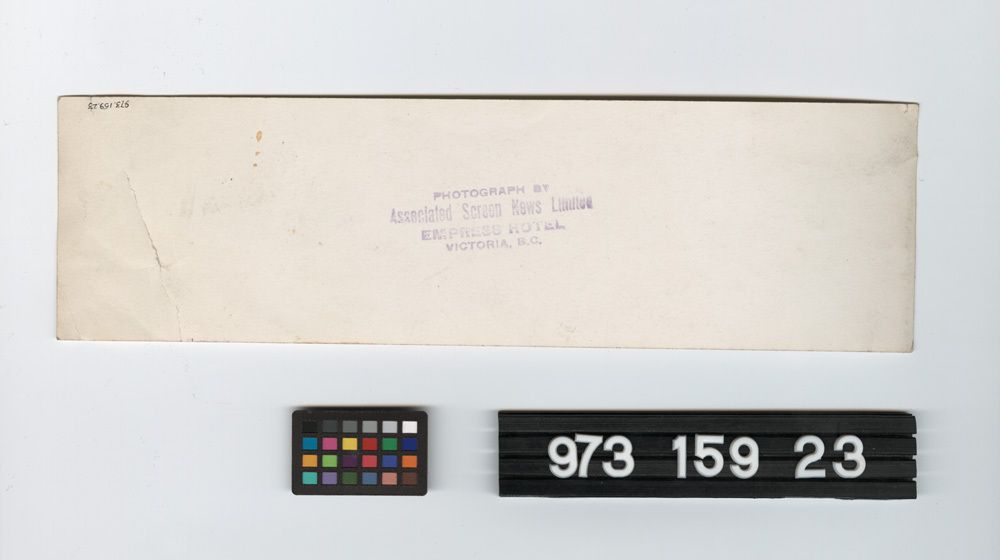 973.159.23
PHOTOGRAPH BY
Associated Screen News Limited
EMPRESS HOTEL
VICTORIA, B.C.
973 159 23